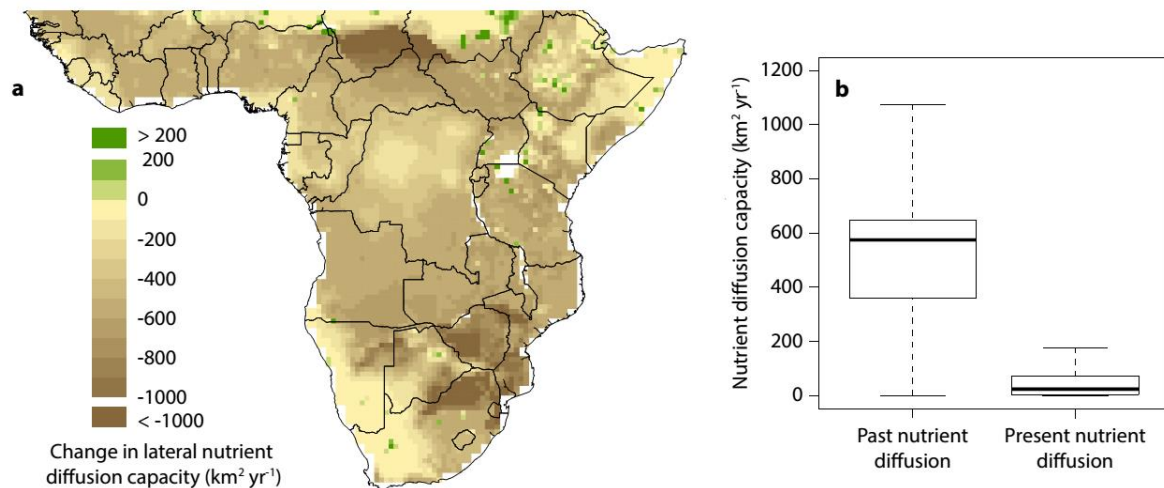 a
> 200
200
0
-200
-400
-600
-800
-1000
< -1000
Change in lateral nutrient
diffusion capacity (km² yr⁻¹)
b
Nutrient diffusion capacity (km² yr⁻¹)
1200
1000
800
600
400
200
0
Past nutrient
diffusion
Present nutrient
diffusion